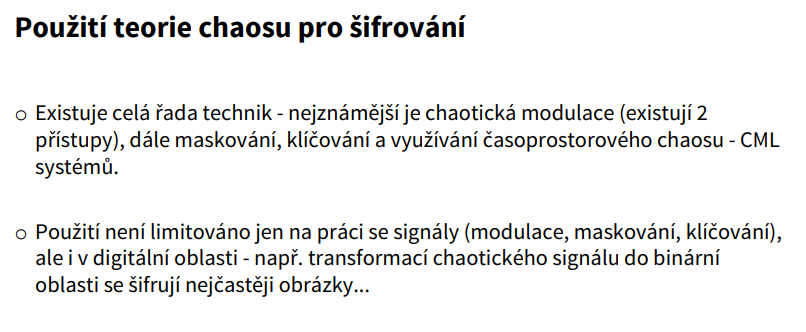 Použití teorie chaosu pro šifrování
○ Existuje celá řada technik - nejznámější je chaotická modulace (existují 2
přístupy), dále maskování, klíčování a využívání časoprostorového chaosu - CML
systémů.
○ Použití není limitováno jen na práci se signály (modulace, maskování, klíčování),
ale i v digitální oblasti - např. transformací chaotického signálu do binární
oblasti se šifrují nejčastěji obrázky...